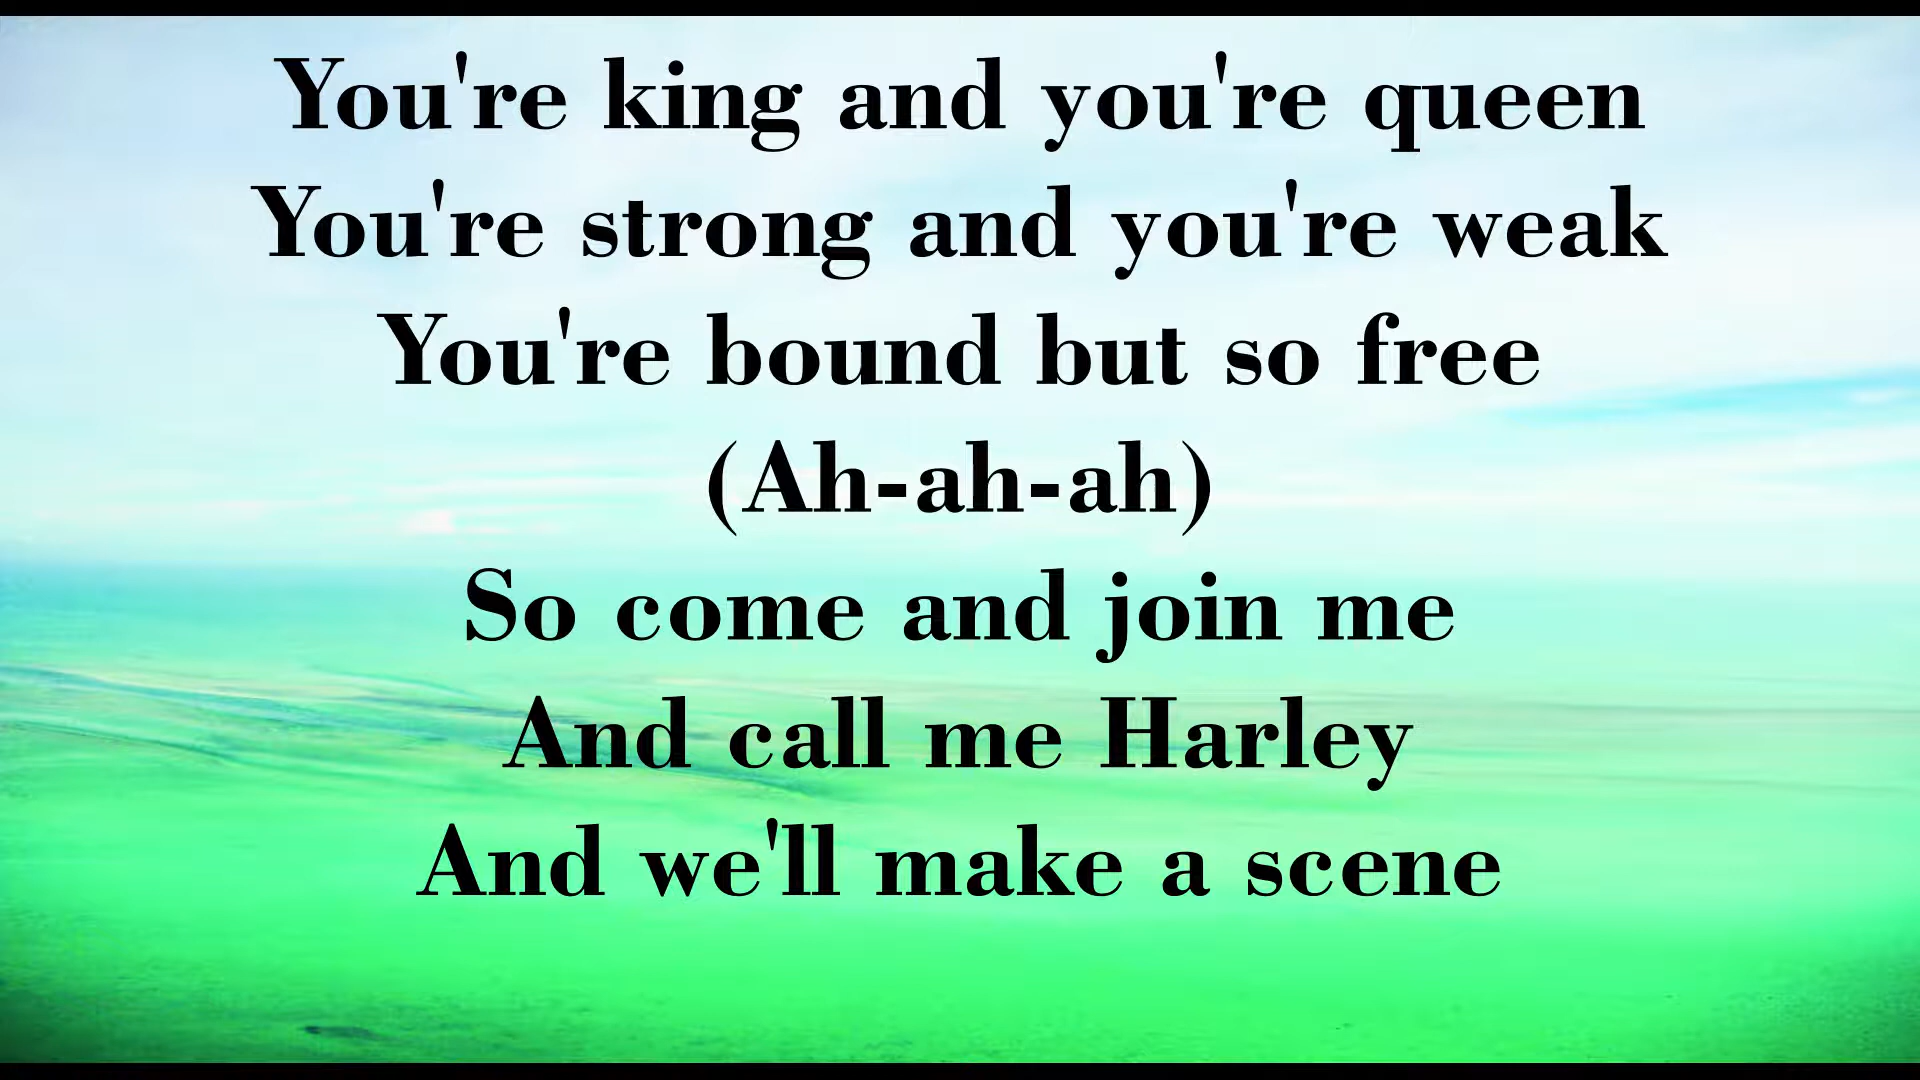 You're king and you're queen
You're strong and you're weak
You're bound but so free
(Ah-ah-ah)
So come and join me
And call me Harley
And we'll make a scene